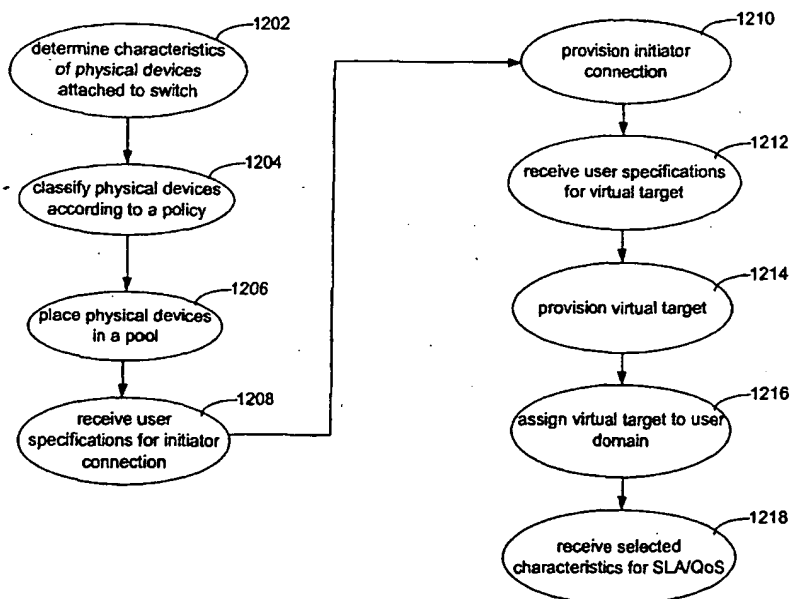 1202
determine characteristics
of physical devices
attached to switch
1204
classify physical devices
according to a policy
1206
place physical devices
in a pool
1208
receive user
specifications for initiator
connection
1210
provision initiator
connection
1212
receive user specifications
for virtual target
1214
provision virtual target
1216
assign virtual target to user
domain
1218
receive selected
characteristics for SLA/QoS